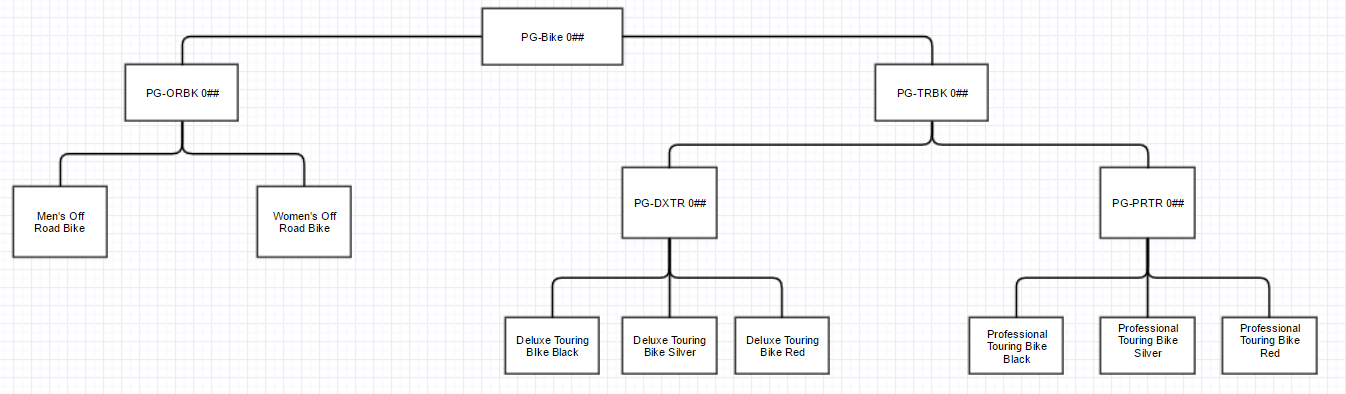 PG-Bike 0##
PG-ORBK 0##
PG-TRBK 0##
Men's Off
Road Bike
Women's Off
Road Bike
PG-DXTR 0##
PG-PRTR 0##
Deluxe Touring
BIke Black
Deluxe Touring
Bike Silver
Deluxe Touring
Bike Red
Professional
Touring Bike
Black
Professional
Touring Bike
Silver
Professional
Touring Bike
Red